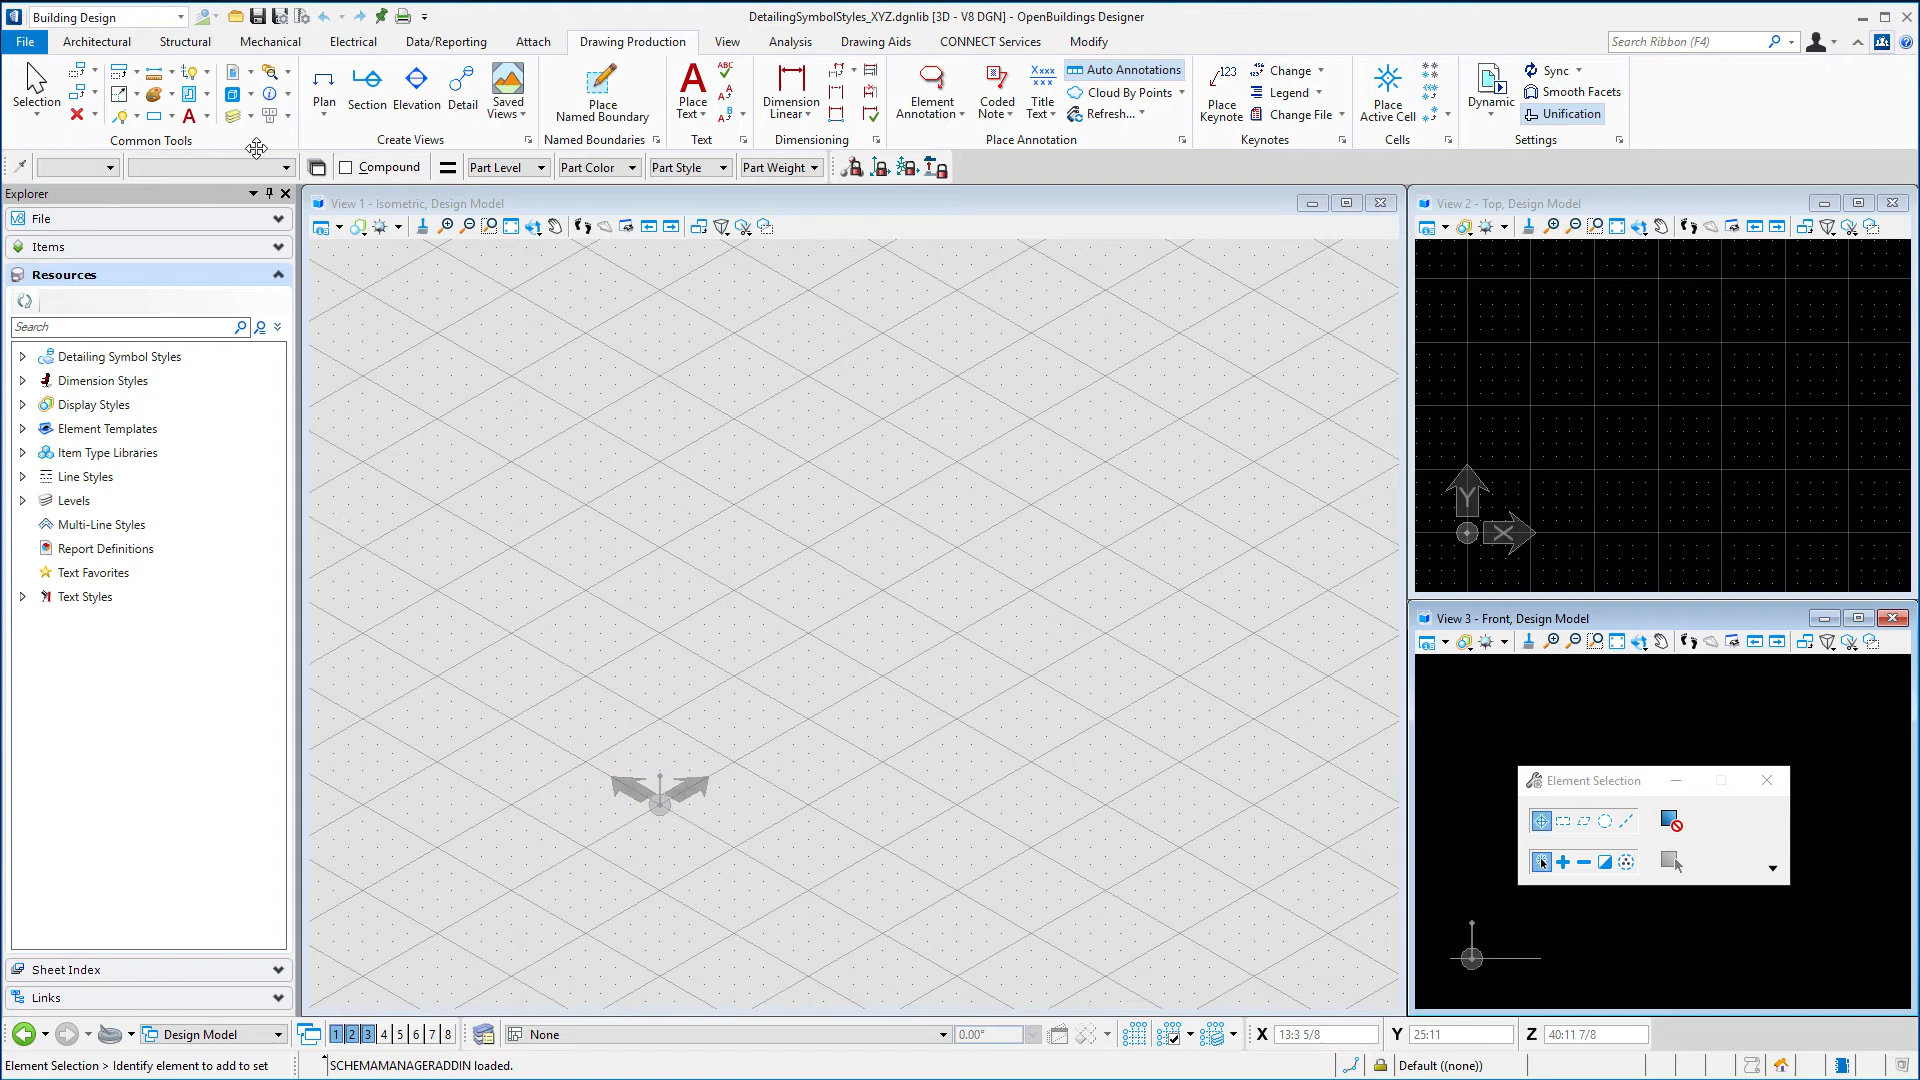 Building Design
DetailingSymbolStyles_XYZ.dgnlib [3D - V8 DGN] - OpenBuildings Designer
File Architectural Structural Mechanical Electrical Data/Reporting Attach Drawing Production View Analysis Drawing Aids CONNECT Services Modify
Search Ribbon (F4)
Selection
Common Tools
Plan Section Elevation Detail Saved Views
Create Views
Place Named Boundary
Named Boundaries
Place Text
Text
Dimension Linear
Dimensioning
Element Annotation
Coded Note
Title Text
Auto Annotations
Cloud By Points
Refresh...
Place Annotation
Place Keynote
Change
Legend
Change File
Keynotes
Place Active Cell
Cells
Dynamic
Sync
Smooth Facets
Unification
Settings
Compound Part Level Part Color Part Style Part Weight
Explorer
File
Items
Resources
Search
Detailing Symbol Styles
Dimension Styles
Display Styles
Element Templates
Item Type Libraries
Line Styles
Levels
Multi-Line Styles
Report Definitions
Text Favorites
Text Styles
Sheet Index
Links
View 1 - Isometric, Design Model
View 2 - Top, Design Model
Y
X
View 3 - Front, Design Model
Element Selection
Design Model
1 2 3 4 5 6 7 8
None
0.00°
X 13:3 5/8
Y 25:11
Z 40:11 7/8
Element Selection > Identify element to add to set
SCHEMAMANAGERADDIN loaded.
Default ((none))